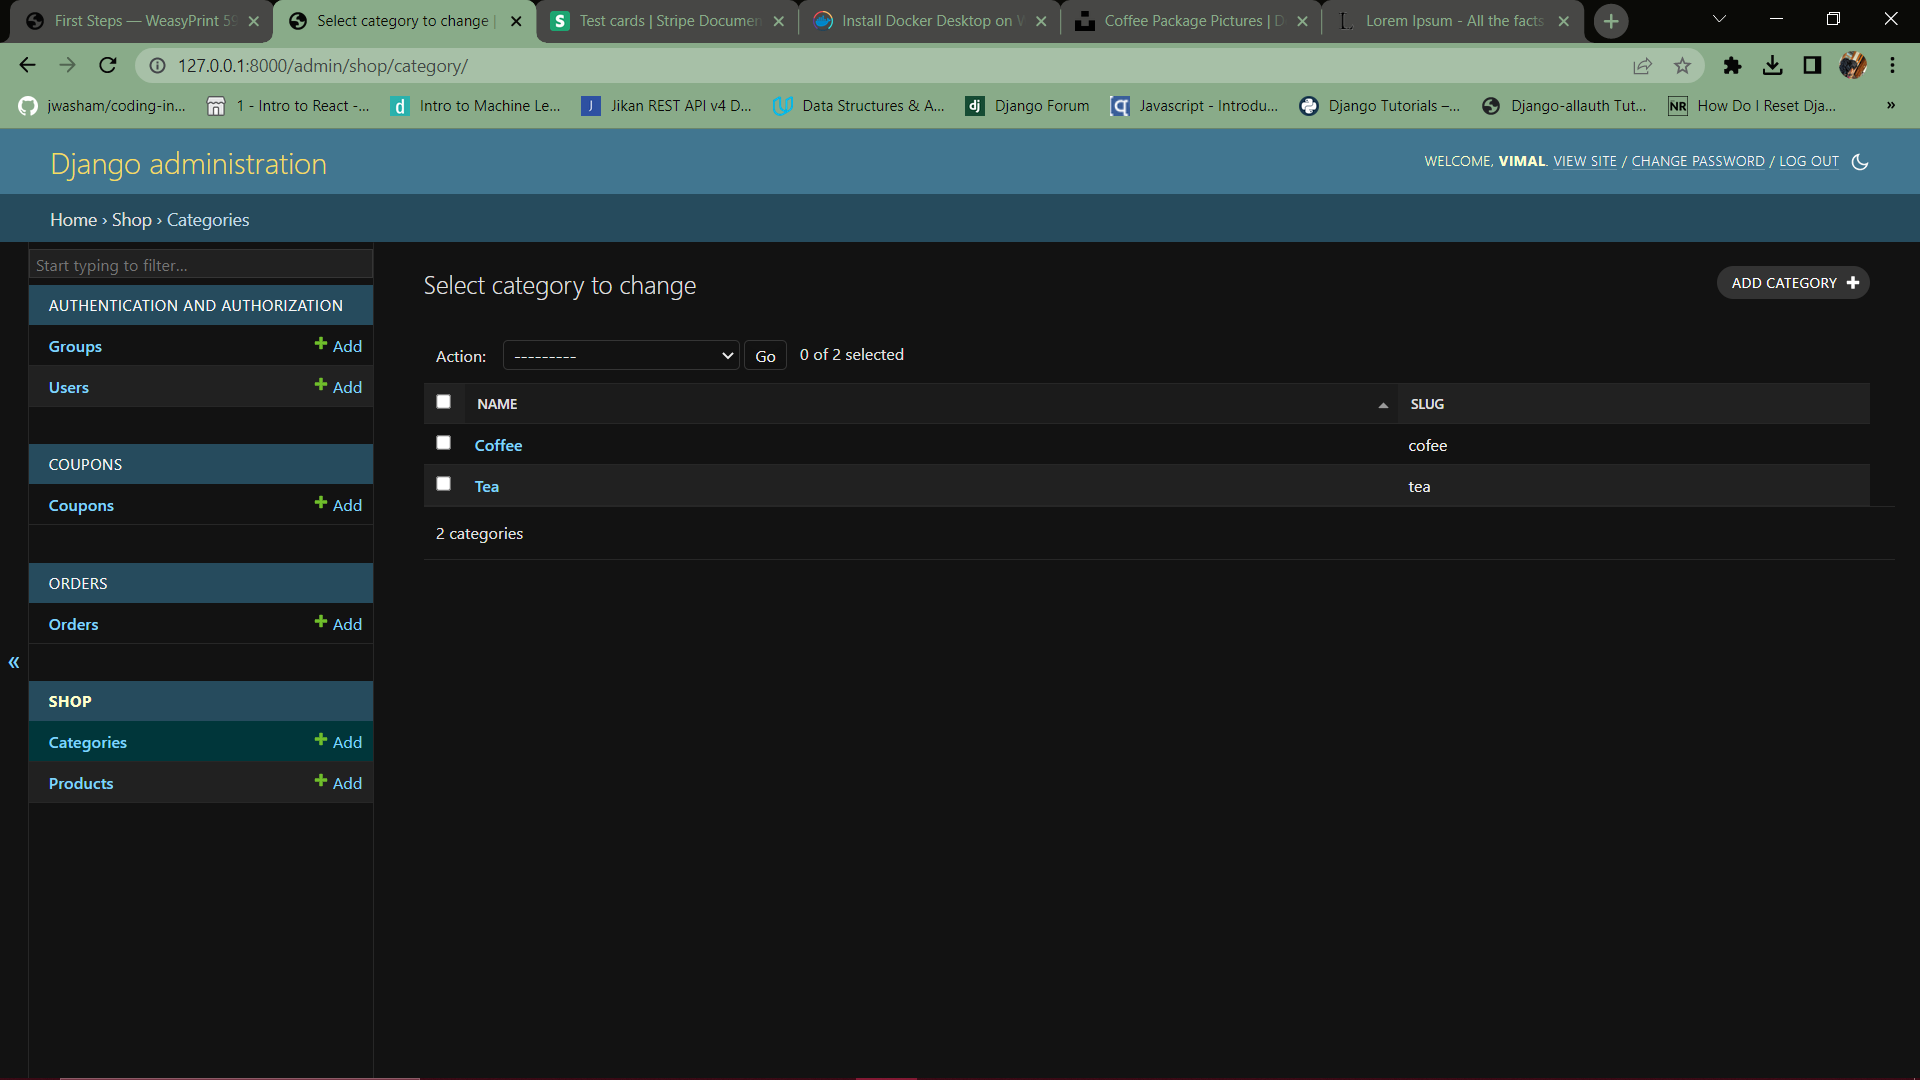 First Steps — WeasyPrint 59
Select category to change |
Test cards | Stripe Documen
Install Docker Desktop on W
Coffee Package Pictures | D
Lorem Ipsum - All the facts
127.0.0.1:8000/admin/shop/category/
jwasham/coding-in...
1 - Intro to React -...
Intro to Machine Le...
Jikan REST API v4 D...
Data Structures & A...
Django Forum
Javascript - Introdu...
Django Tutorials –...
Django-allauth Tut...
How Do I Reset Dja...
»
Django administration
WELCOME, VIMAL. VIEW SITE / CHANGE PASSWORD / LOG OUT
Home › Shop › Categories
Start typing to filter...
AUTHENTICATION AND AUTHORIZATION
Groups Add
Users Add
COUPONS
Coupons Add
ORDERS
Orders Add
«
SHOP
Categories Add
Products Add
Select category to change
ADD CATEGORY
Action: --------- Go 0 of 2 selected
NAME SLUG
Coffee cofee
Tea tea
2 categories